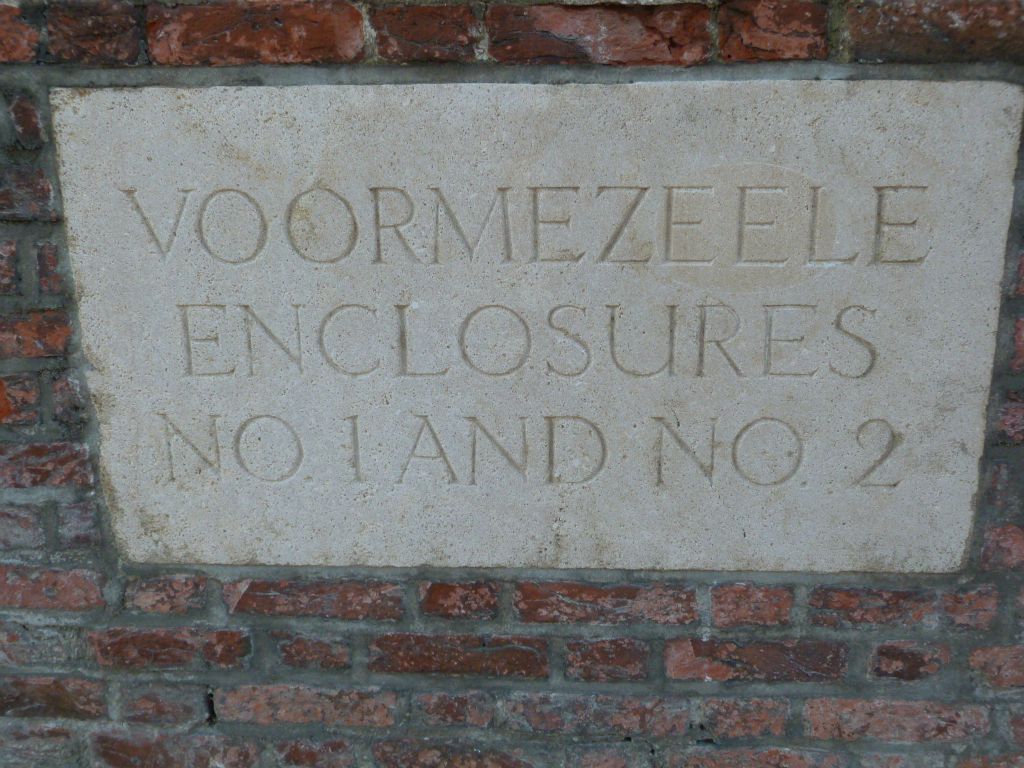 VOORMEZEELE
ENCLOSURES
NO. 1 AND NO. 2